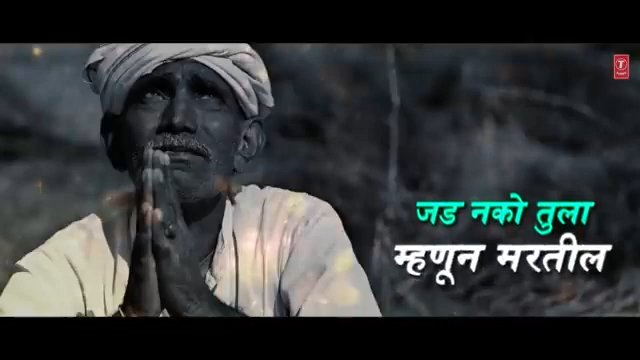 जड नको तुला
म्हणून मरतील